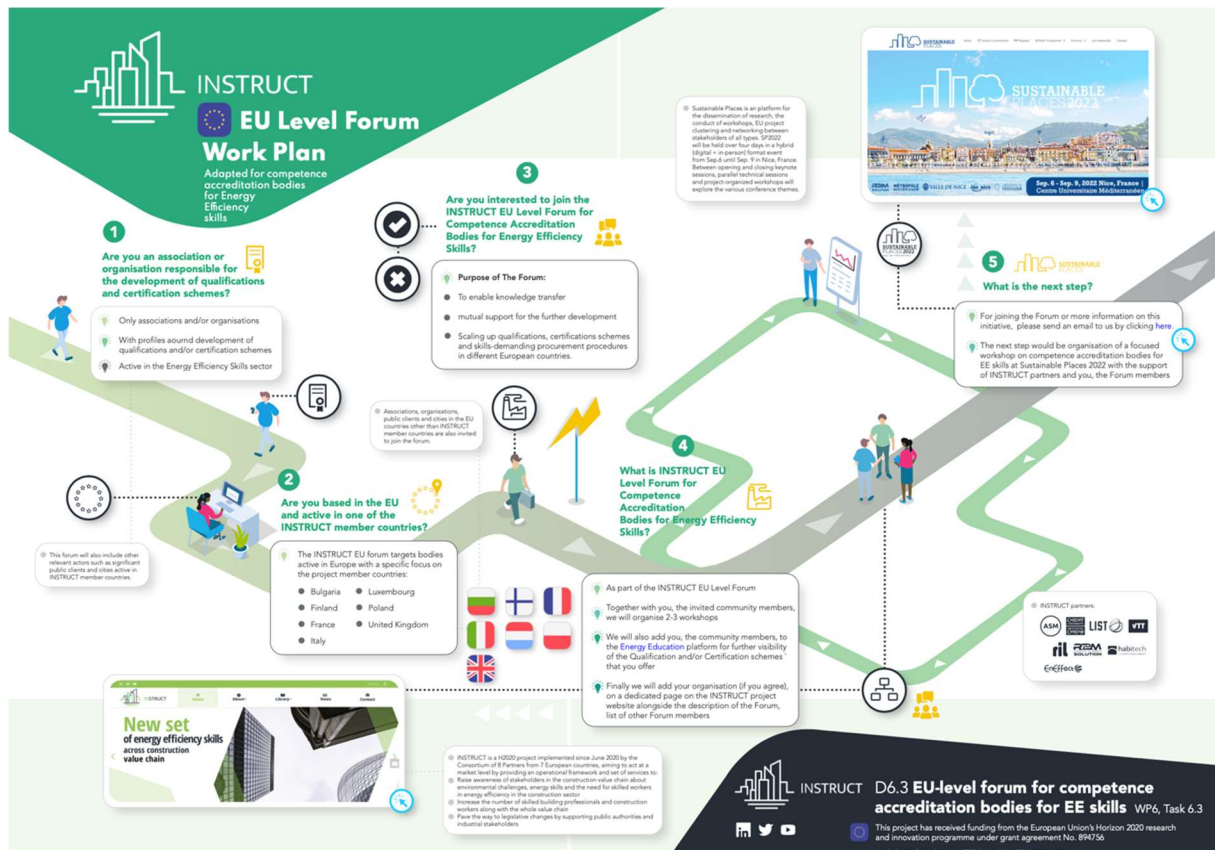 INSTRUCT
EU Level Forum
Work Plan
Adapted for competence
accreditation bodies
for Energy
Efficiency
skills
1
Are you an association or
organisation responsible for
the development of qualifications
and certification schemes?
Only associations and/or organisations
With profiles aournd development of
qualifications and/or certification schemes
Active in the Energy Efficiency Skills sector
This forum will also include other
relevant actors such as significant
public clients and cities active in
INSTRUCT member countries.
2
Are you based in the EU
and active in one of the
INSTRUCT member countries?
The INSTRUCT EU forum targets bodies
active in Europe with a specific focus on
the project member countries:
Bulgaria
Finland
France
Italy
Luxembourg
Poland
United Kingdom
3
Are you interested to join the
INSTRUCT EU Level Forum for
Competence Accreditation
Bodies for Energy Efficiency
Skills?
Purpose of The Forum:
To enable knowledge transfer
mutual support for the further development
Scaling up qualifications, certifications schemes
and skills-demanding procurement procedures
in different European countries.
Associations, organisations,
public clients and cities in the EU
countries other than INSTRUCT
member countries are also invited
to join the forum.
4
What is INSTRUCT EU
Level Forum for
Competence
Accreditation
Bodies for Energy Efficiency
Skills?
As part of the INSTRUCT EU Level Forum
Together with you, the invited community members,
we will organise 2-3 workshops
We will also add you, the community members, to
the Energy Education platform for further visibility
of the Qualification and/or Certification schemes
that you offer
Finally we will add your organisation (if you agree),
on a dedicated page on the INSTRUCT project
website alongside the description of the Forum,
list of other Forum members
Sustainable Places is an platform for
the dissemination of research, the
conduct of workshops, EU project
clustering and networking between
stakeholders of all types. SP2022
will be held over four days in a hybrid
(digital + in-person) format event
from Sep.6 until Sep. 9 in Nice, France.
Between opening and closing keynote
sessions, parallel technical sessions
and project-organized workshops will
explore the various conference themes.
SUSTAINABLE
PLACES
SUSTAINABLE
PLACES 2022
VILLE DE NICE
Sep. 6 - Sep. 9, 2022 Nice, France |
Centre Universitaire Méditerranéen
SUSTAINABLE
PLACES 2022
5
SUSTAINABLE
PLACES
What is the next step?
For joining the Forum or more information on this
initiative, please send an email to us by clicking here.
The next step would be organisation of a focused
workshop on competence accreditation bodies for
EE skills at Sustainable Places 2022 with the support
of INSTRUCT partners and you, the Forum members
INSTRUCT partners:
ASM
LIST
VTT
ril
R2M
SOLUTION
habitech
EnEffect
INSTRUCT
Home
About
Library
News
Contact
New set
of energy efficiency skills
across construction
value chain
INSTRUCT is a H2020 project implemented since June 2020 by the
Consortium of 8 Partners from 7 European countries, aiming to act at a
market level by providing an operational framework and set of services to:
Raise awareness of stakeholders in the construction value chain about
environmental challenges, energy skills and the need for skilled workers
in energy efficiency in the construction sector
Increase the number of skilled building professionals and construction
workers along with the whole value chain
Pave the way to legislative changes by supporting public authorities and
industrial stakeholders
INSTRUCT
D6.3 EU-level forum for competence
accreditation bodies for EE skills WP6, Task 6.3
This project has received funding from the European Union's Horizon 2020 research
and innovation programme under grant agreement No. 894756